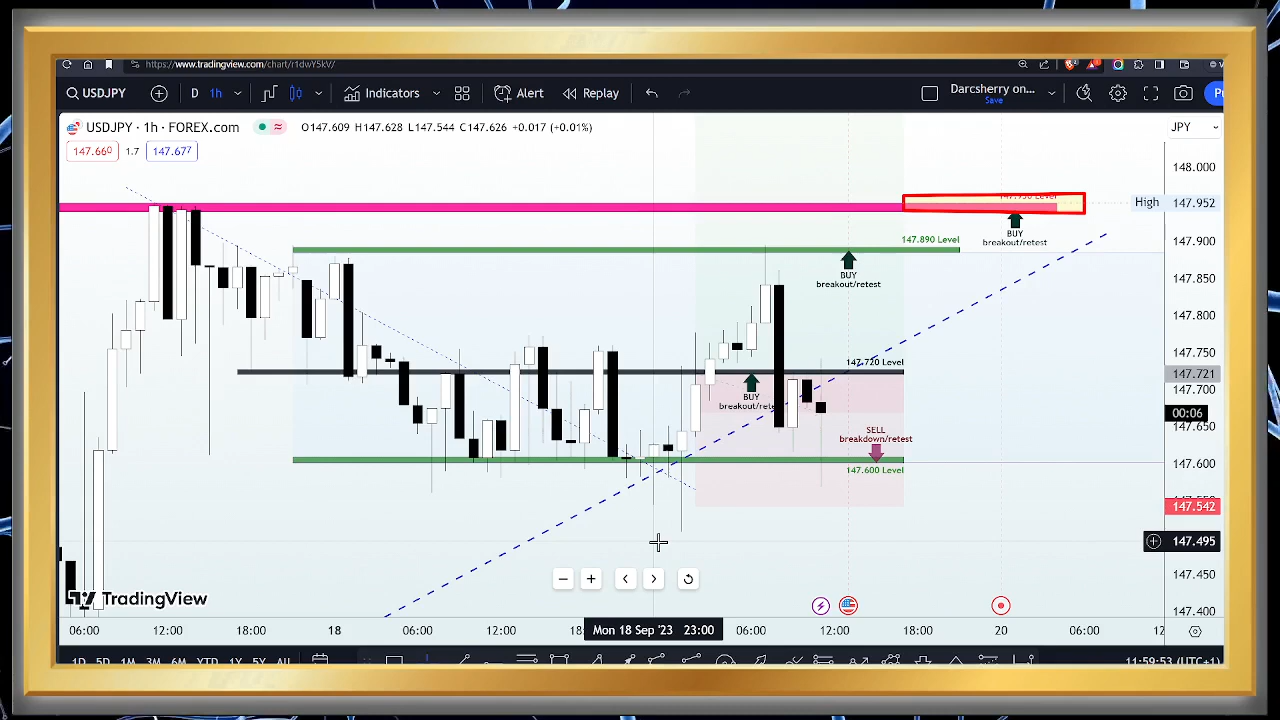 https://www.tradingview.com/chart/r1dwY5kV/
USDJPY
D
1h
Indicators
Alert
Replay
Darcsherry on...
Save
USDJPY · 1h · FOREX.com
O147.609 H147.628 L147.544 C147.626 +0.017 (+0.01%)
JPY
147.660
1.7
147.677
148.000
High 147.952
BUY
breakout/retest
147.890 Level
147.900
BUY
breakout/retest
147.850
147.800
147.750
147.720 Level
147.721
147.700
BUY
00:06
SELL
breakdown/retest
147.650
147.600 Level
147.600
147.542
147.495
147.450
147.400
TradingView
06:00
12:00
18:00
18
06:00
12:00
Mon 18 Sep '23 23:00
06:00
12:00
18:00
20
06:00
12
1D 5D 1M 3M 6M YTD 1Y 5Y All
11:59:53 (UTC+1)